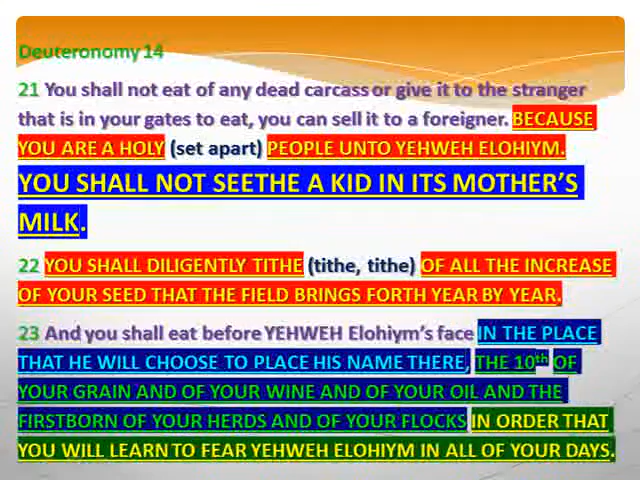 Deuteronomy 14
21 You shall not eat of any dead carcass or give it to the stranger
that is in your gates to eat, you can sell it to a foreigner. BECAUSE
YOU ARE A HOLY (set apart) PEOPLE UNTO YEHWEH ELOHIYM.
YOU SHALL NOT SEETHE A KID IN ITS MOTHER'S
MILK.
22 YOU SHALL DILIGENTLY TITHE (tithe, tithe) OF ALL THE INCREASE
OF YOUR SEED THAT THE FIELD BRINGS FORTH YEAR BY YEAR.
23 And you shall eat before YEHWEH Elohiym's face IN THE PLACE
THAT HE WILL CHOOSE TO PLACE HIS NAME THERE, THE 10th OF
YOUR GRAIN AND OF YOUR WINE AND OF YOUR OIL AND THE
FIRSTBORN OF YOUR HERDS AND OF YOUR FLOCKS IN ORDER THAT
YOU WILL LEARN TO FEAR YEHWEH ELOHIYM IN ALL OF YOUR DAYS.